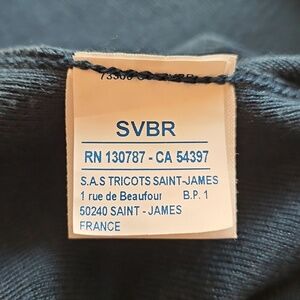 SVBR
RN 130787 - CA 54397
S.A.S TRICOTS SAINT-JAMES
1 rue de Beaufour B.P. 1
50240 SAINT - JAMES
FRANCE